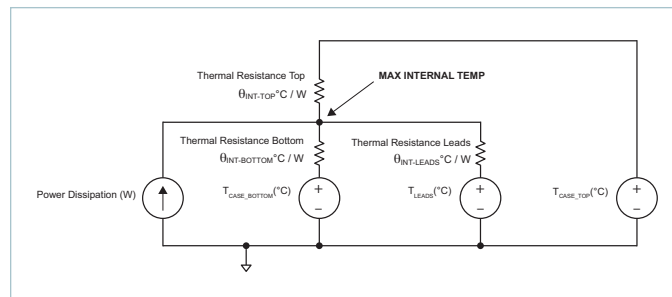 Thermal Resistance Top
θINT-TOP°C / W
MAX INTERNAL TEMP
Thermal Resistance Bottom
θINT-BOTTOM°C / W
Thermal Resistance Leads
θINT-LEADS°C / W
Power Dissipation (W)
TCASE_BOTTOM(°C)
+
–
TLEADS(°C)
+
–
TCASE_TOP(°C)
+
–